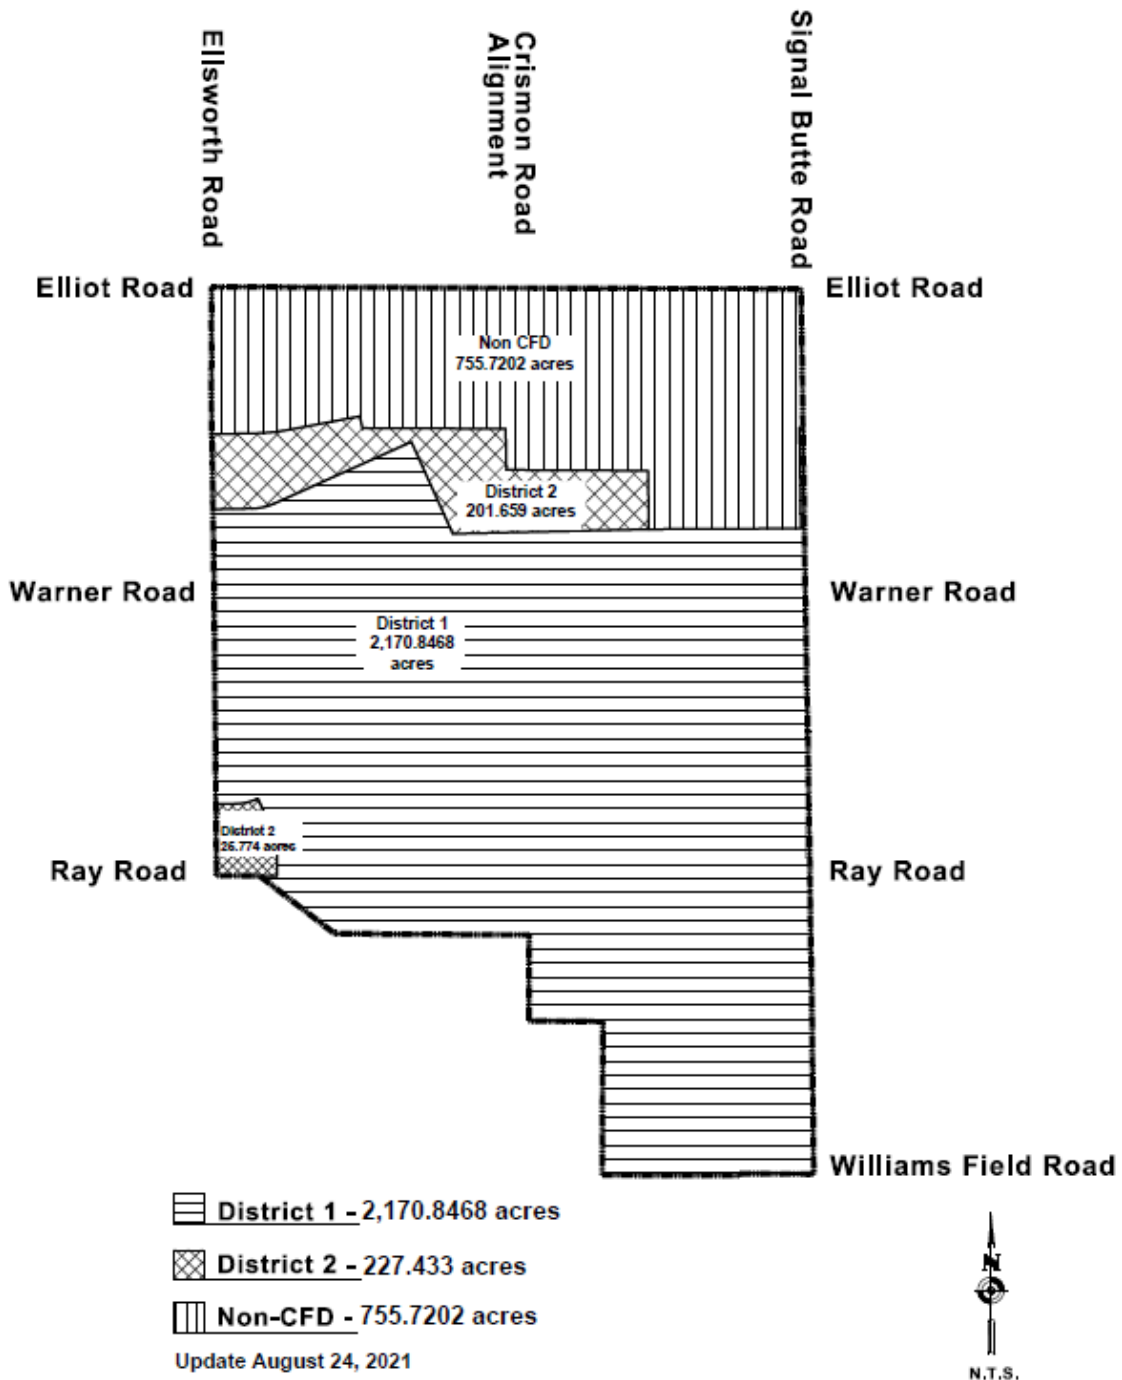 Ellsworth Road
Crismon Road
Alignment
Signal Butte Road
Elliot Road
Elliot Road
Non CFD
755.7202 acres
District 2
201.659 acres
Warner Road
Warner Road
District 1
2,170.8468
acres
District 2
26.774 acres
Ray Road
Ray Road
Williams Field Road
District 1 - 2,170.8468 acres
District 2 - 227.433 acres
Non-CFD - 755.7202 acres
Update August 24, 2021
N
N.T.S.